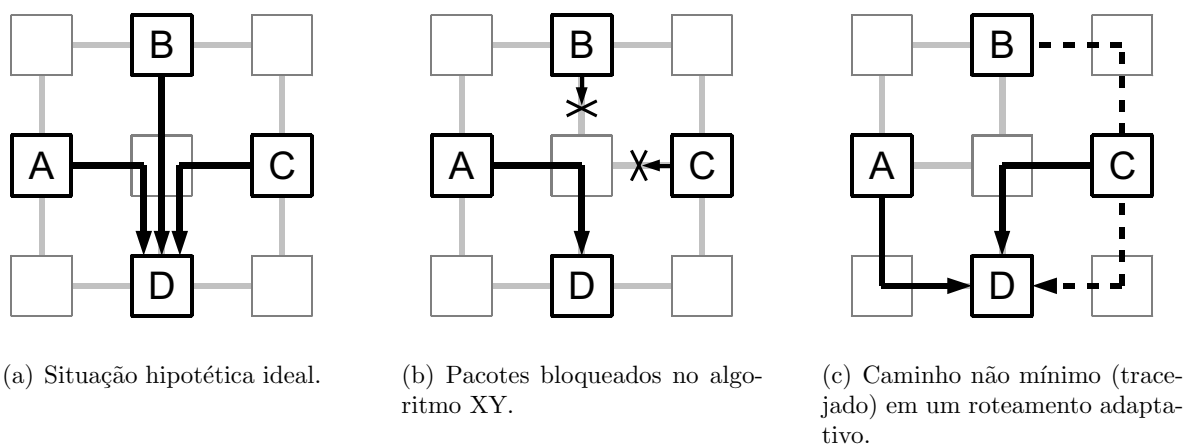 B B B
A C A C A C
D D D
(a) Situação hipotética ideal.
(b) Pacotes bloqueados no algo-
ritmo XY.
(c) Caminho não mínimo (trace-
jado) em um roteamento adapta-
tivo.